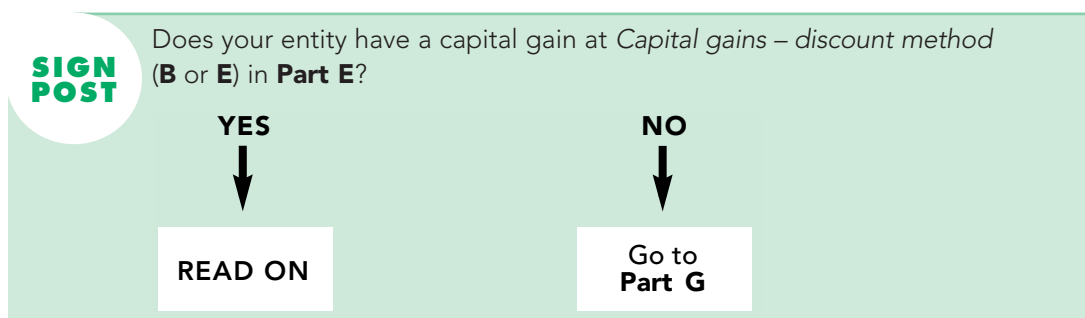 SIGN
POST
Does your entity have a capital gain at Capital gains – discount method
(B or E) in Part E?
YES
NO
READ ON
Go to
Part G